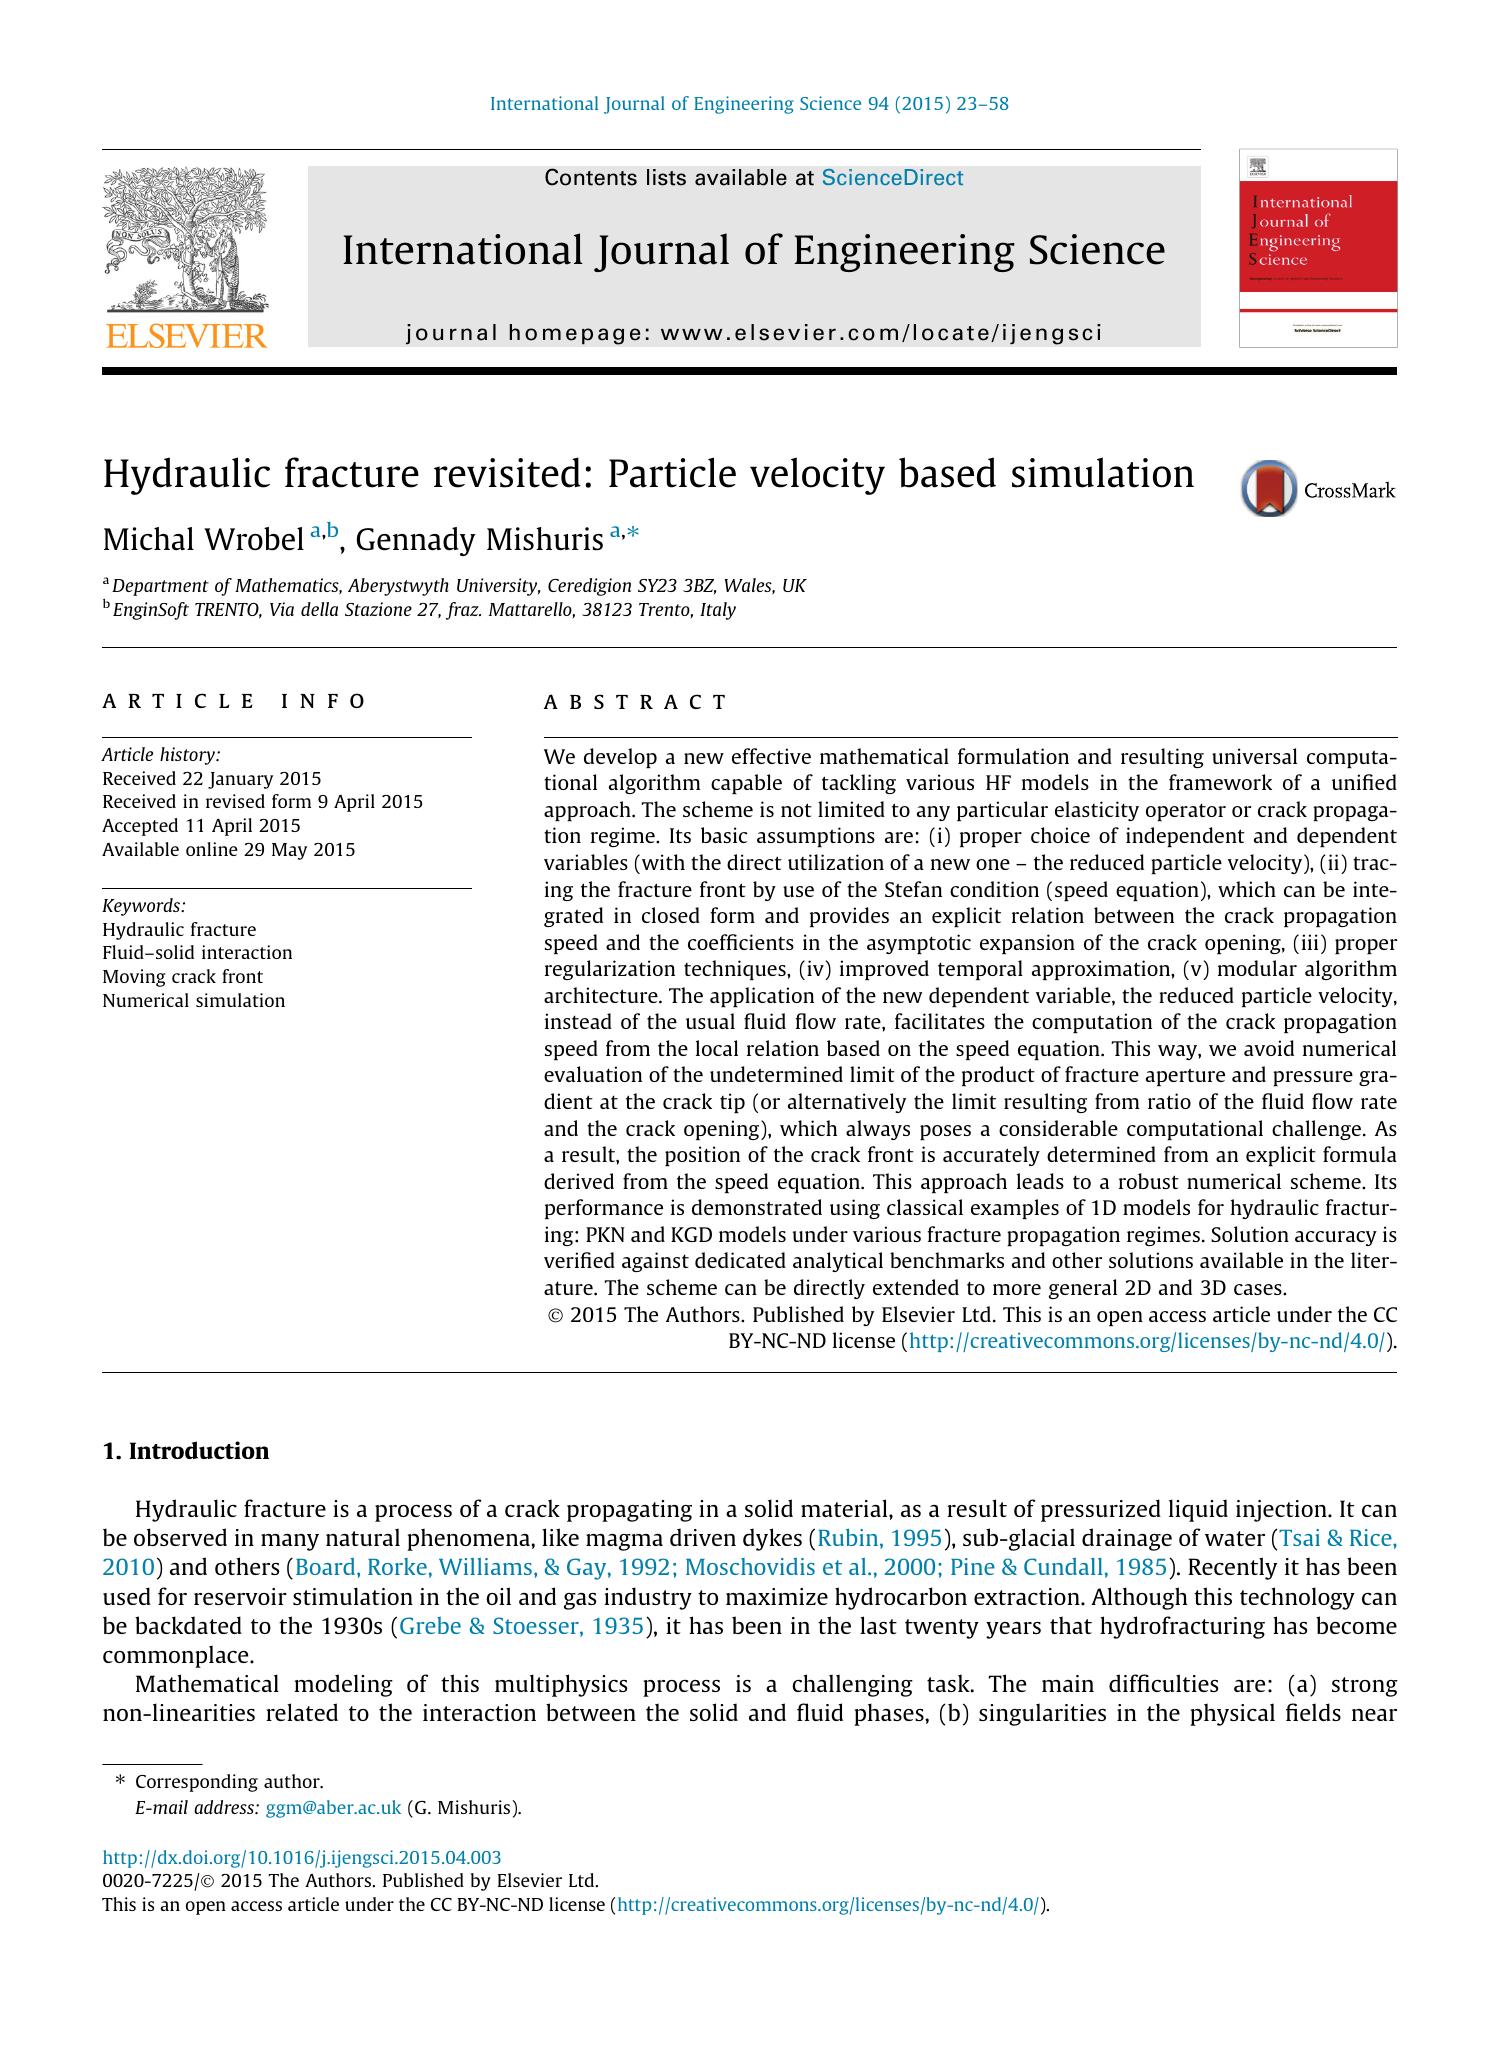 International Journal of Engineering Science 94 (2015) 23–58
Contents lists available at ScienceDirect
International Journal of Engineering Science
journal homepage: www.elsevier.com/locate/ijengsci
NON SOLUS
ELSEVIER
International
Journal of
Engineering
Science
Hydraulic fracture revisited: Particle velocity based simulation
CrossMark
Michal Wrobel a,b, Gennady Mishuris a,*
a Department of Mathematics, Aberystwyth University, Ceredigion SY23 3BZ, Wales, UK
b EnginSoft TRENTO, Via della Stazione 27, fraz. Mattarello, 38123 Trento, Italy
ARTICLE INFO
Article history:
Received 22 January 2015
Received in revised form 9 April 2015
Accepted 11 April 2015
Available online 29 May 2015
Keywords:
Hydraulic fracture
Fluid–solid interaction
Moving crack front
Numerical simulation
ABSTRACT
We develop a new effective mathematical formulation and resulting universal computa-
tional algorithm capable of tackling various HF models in the framework of a unified
approach. The scheme is not limited to any particular elasticity operator or crack propaga-
tion regime. Its basic assumptions are: (i) proper choice of independent and dependent
variables (with the direct utilization of a new one – the reduced particle velocity), (ii) trac-
ing the fracture front by use of the Stefan condition (speed equation), which can be inte-
grated in closed form and provides an explicit relation between the crack propagation
speed and the coefficients in the asymptotic expansion of the crack opening, (iii) proper
regularization techniques, (iv) improved temporal approximation, (v) modular algorithm
architecture. The application of the new dependent variable, the reduced particle velocity,
instead of the usual fluid flow rate, facilitates the computation of the crack propagation
speed from the local relation based on the speed equation. This way, we avoid numerical
evaluation of the undetermined limit of the product of fracture aperture and pressure gra-
dient at the crack tip (or alternatively the limit resulting from ratio of the fluid flow rate
and the crack opening), which always poses a considerable computational challenge. As
a result, the position of the crack front is accurately determined from an explicit formula
derived from the speed equation. This approach leads to a robust numerical scheme. Its
performance is demonstrated using classical examples of 1D models for hydraulic fractur-
ing: PKN and KGD models under various fracture propagation regimes. Solution accuracy is
verified against dedicated analytical benchmarks and other solutions available in the liter-
ature. The scheme can be directly extended to more general 2D and 3D cases.
© 2015 The Authors. Published by Elsevier Ltd. This is an open access article under the CC
BY-NC-ND license (http://creativecommons.org/licenses/by-nc-nd/4.0/).
1. Introduction
Hydraulic fracture is a process of a crack propagating in a solid material, as a result of pressurized liquid injection. It can
be observed in many natural phenomena, like magma driven dykes (Rubin, 1995), sub-glacial drainage of water (Tsai & Rice,
2010) and others (Board, Rorke, Williams, & Gay, 1992; Moschovidis et al., 2000; Pine & Cundall, 1985). Recently it has been
used for reservoir stimulation in the oil and gas industry to maximize hydrocarbon extraction. Although this technology can
be backdated to the 1930s (Grebe & Stoesser, 1935), it has been in the last twenty years that hydrofracturing has become
commonplace.
Mathematical modeling of this multiphysics process is a challenging task. The main difficulties are: (a) strong
non-linearities related to the interaction between the solid and fluid phases, (b) singularities in the physical fields near
* Corresponding author.
E-mail address: ggm@aber.ac.uk (G. Mishuris).
http://dx.doi.org/10.1016/j.ijengsci.2015.04.003
0020-7225/© 2015 The Authors. Published by Elsevier Ltd.
This is an open access article under the CC BY-NC-ND license (http://creativecommons.org/licenses/by-nc-nd/4.0/).